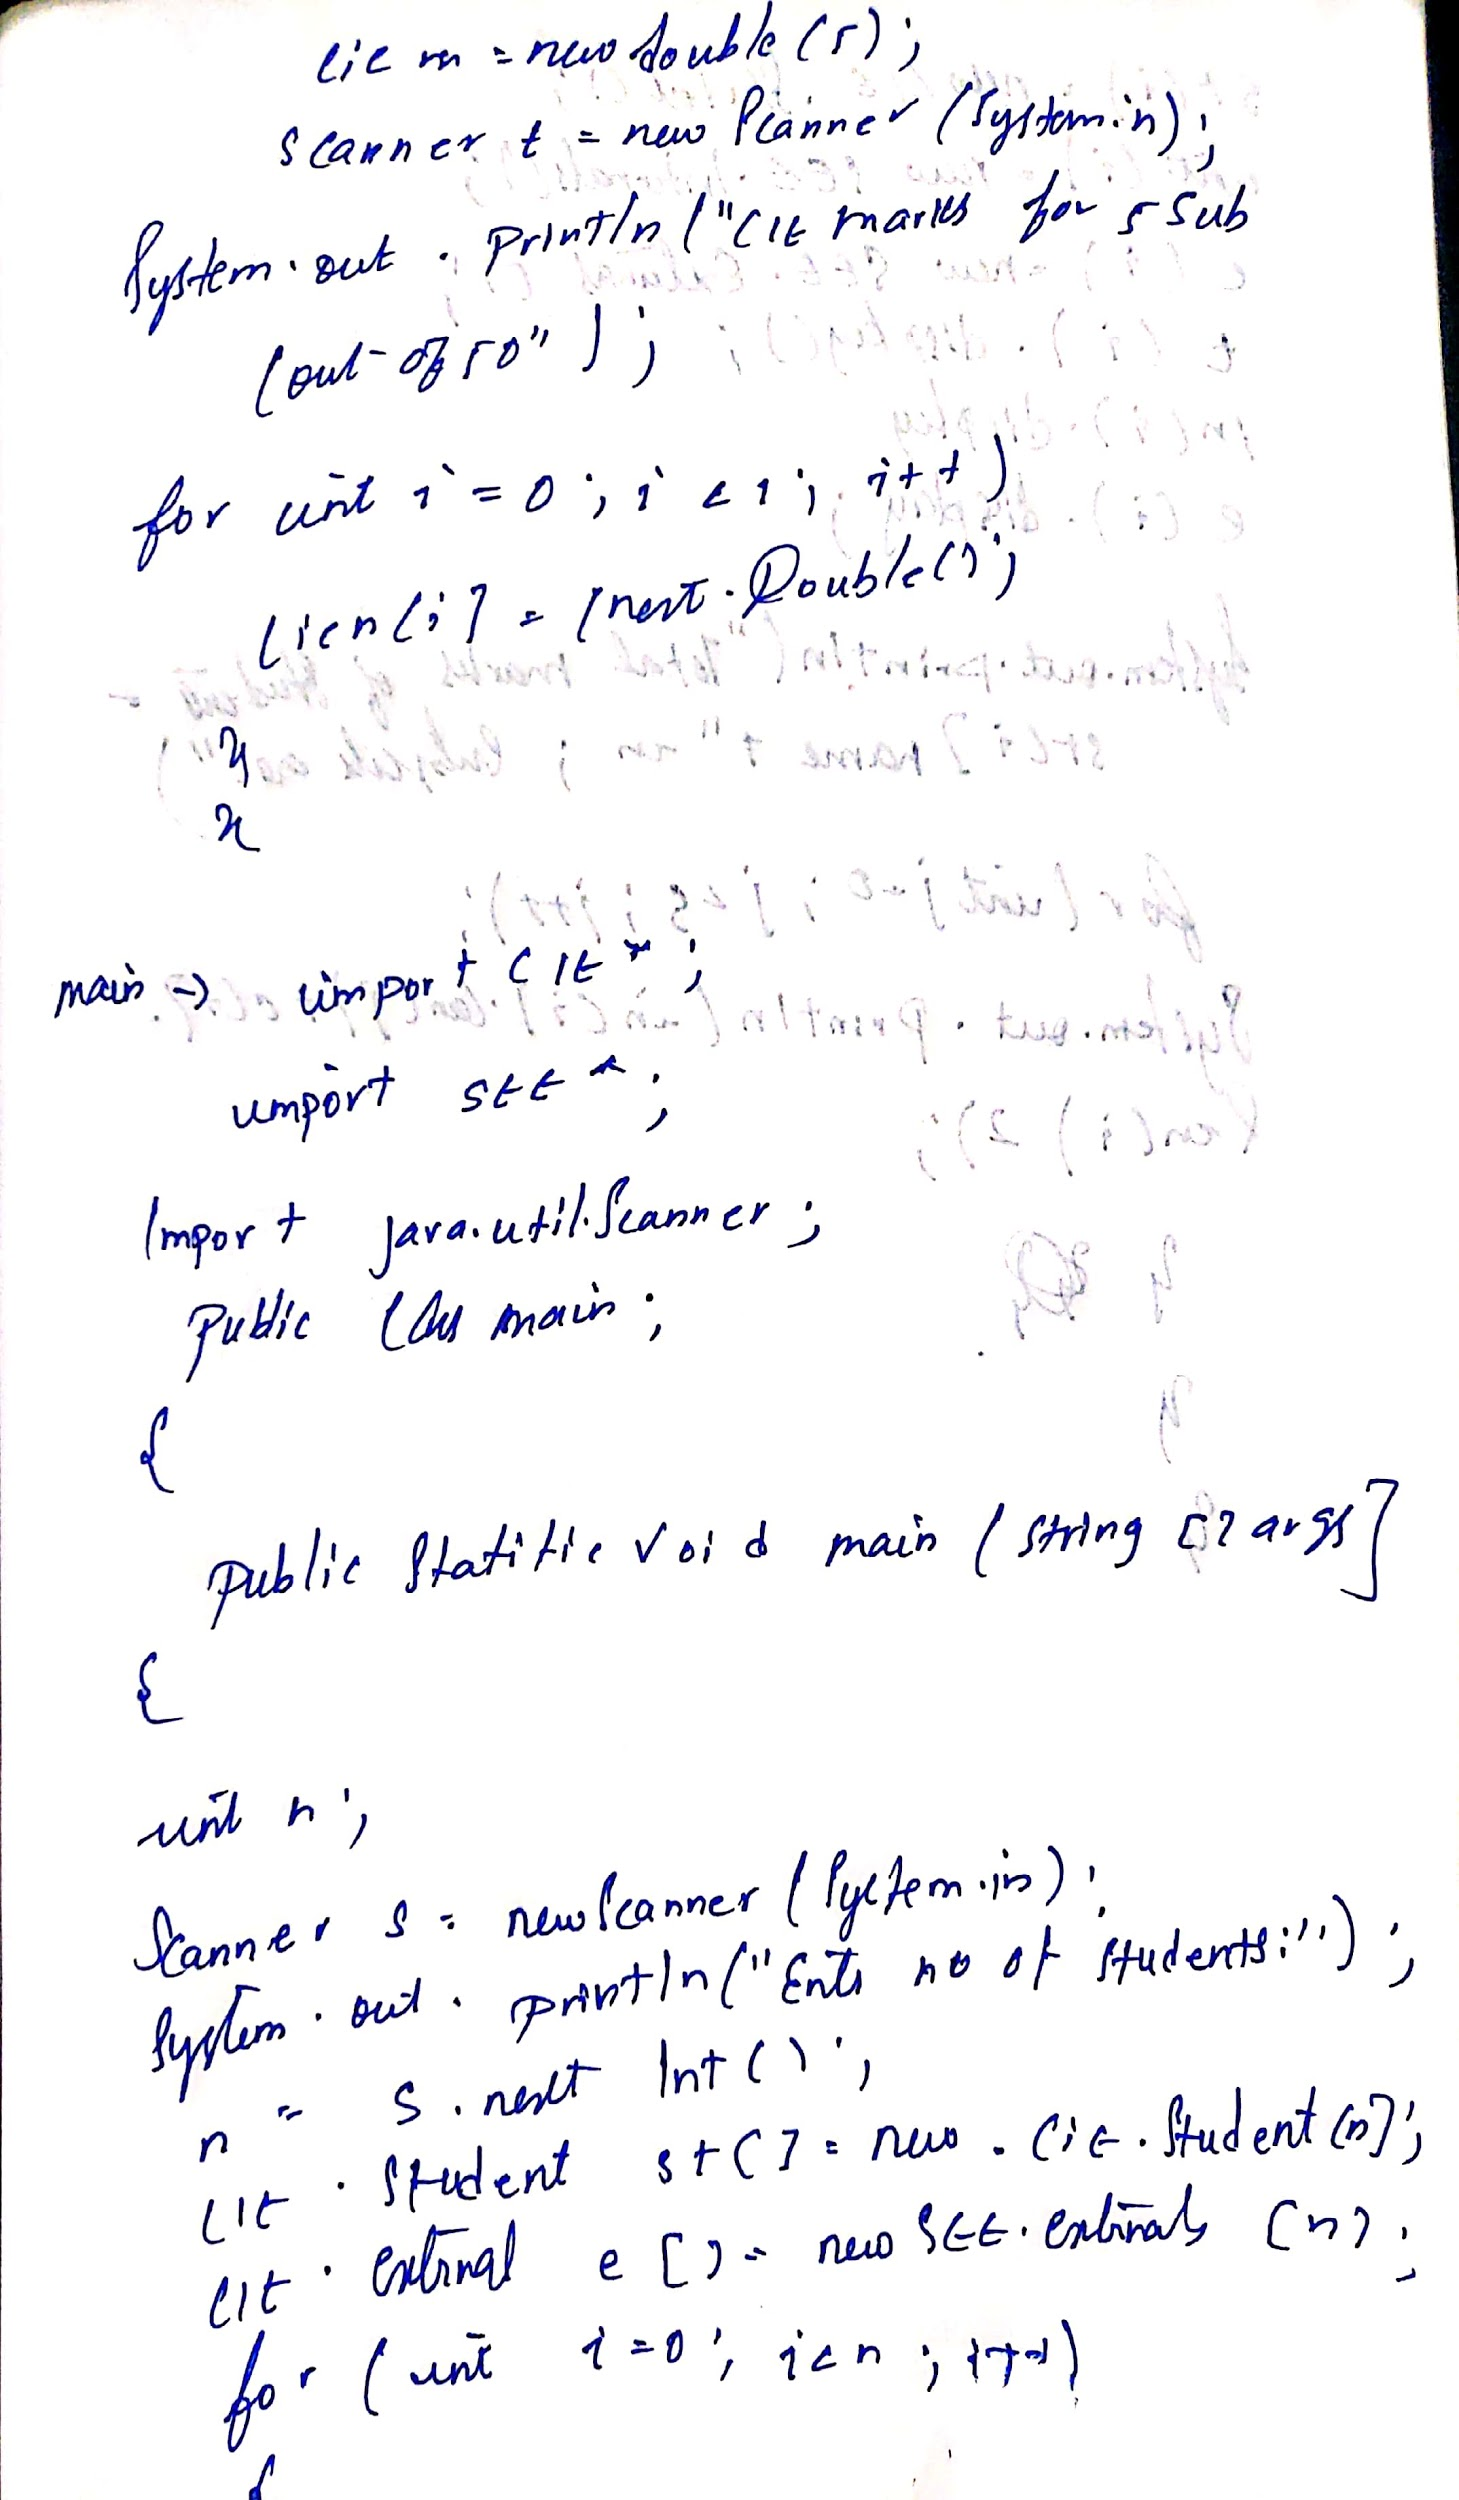 cie m = new double (5);
scanner t = new Scanner (System.in);
System.out.println ("CIE marks for 5 sub
(out of 50");
for int i = 0; i < 1; i++)
cien[i] = (next.Double();
}
}
main → import CIE *;
import SEE *;
Import java.util.Scanner;
Public class main;
{
public Statitic void main (String [] args]
{
int n;
Scanner s = new Scanner (System.in);
System.out.println ("Ente no of students:");
n = s.next Int();
CIE.Student st[] = new.CiE.Student[n];
CIE.external e[] = new SEE.externals [n];
for (int i=0; i<n; i++)
{